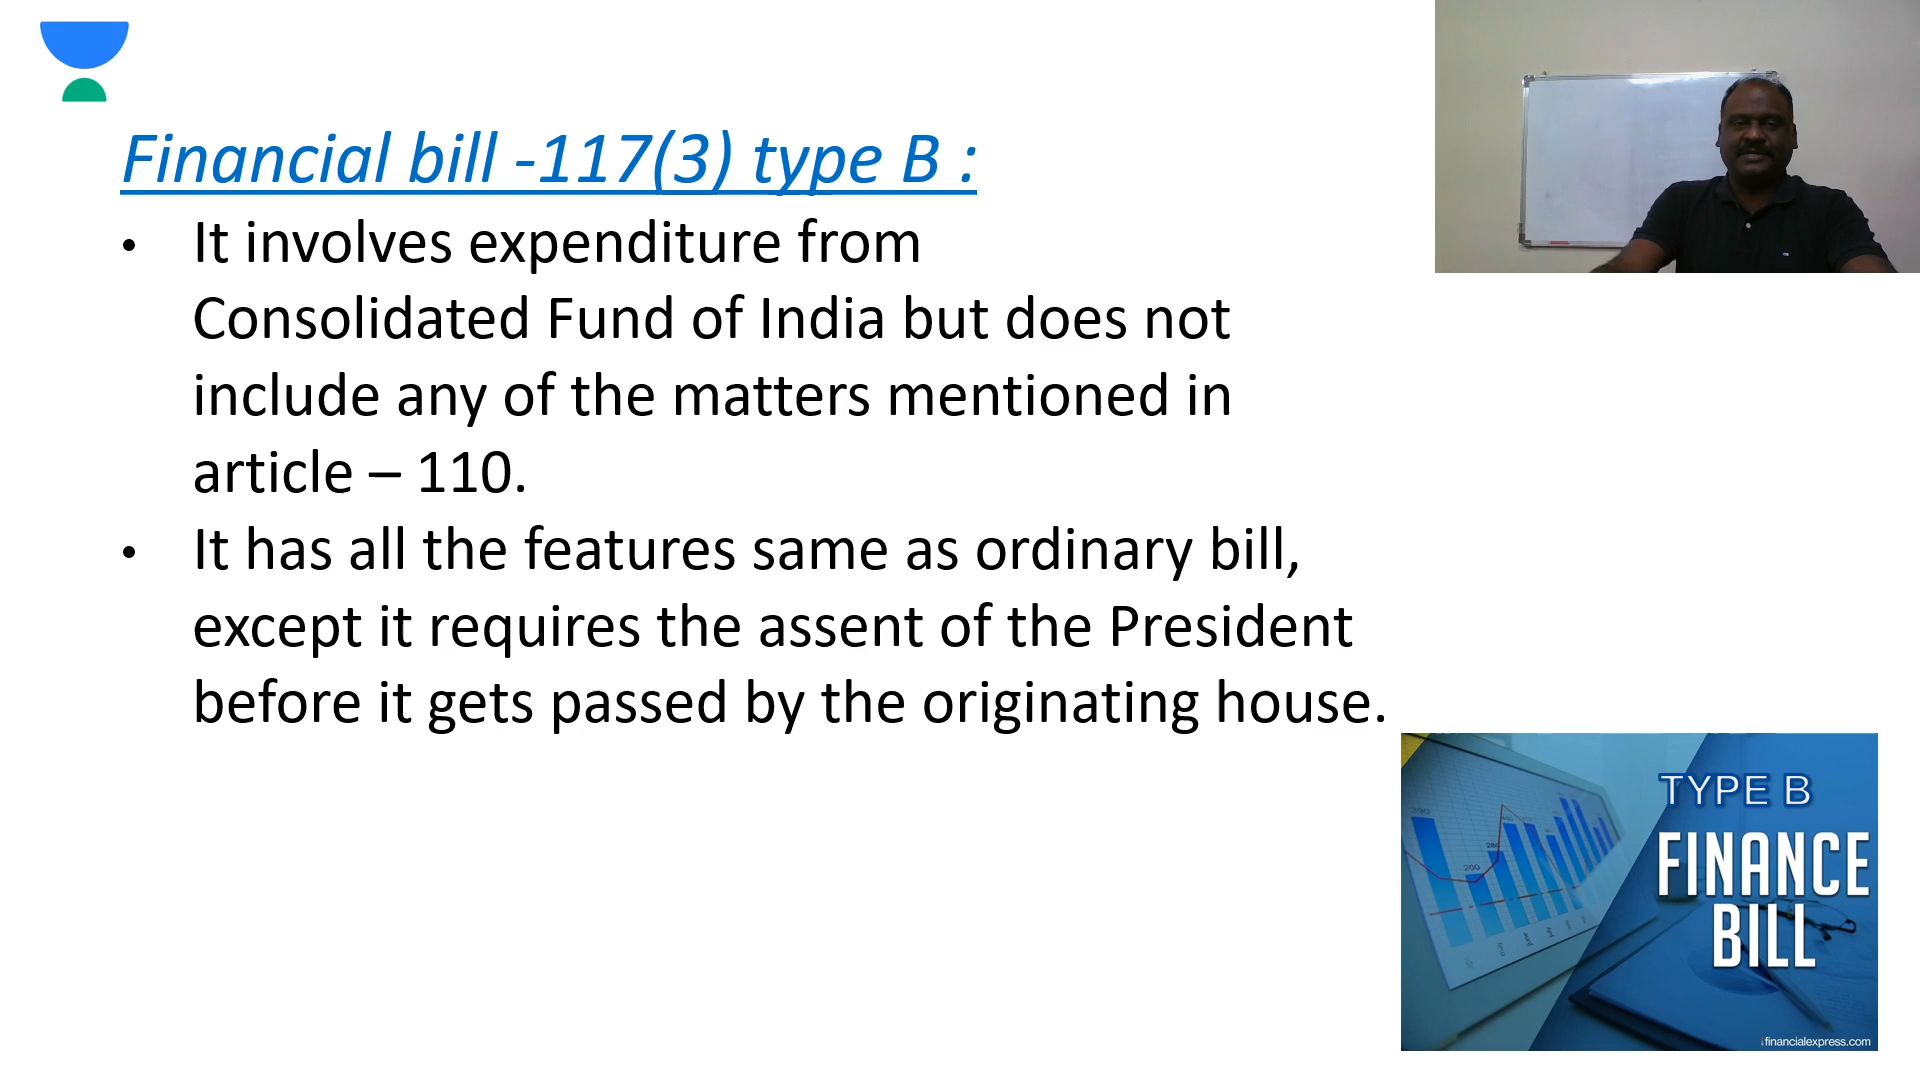 Financial bill -117(3) type B :
• It involves expenditure from
Consolidated Fund of India but does not
include any of the matters mentioned in
article – 110.
• It has all the features same as ordinary bill,
except it requires the assent of the President
before it gets passed by the originating house.
TYPE B
FINANCE
BILL
financialexpress.com
200